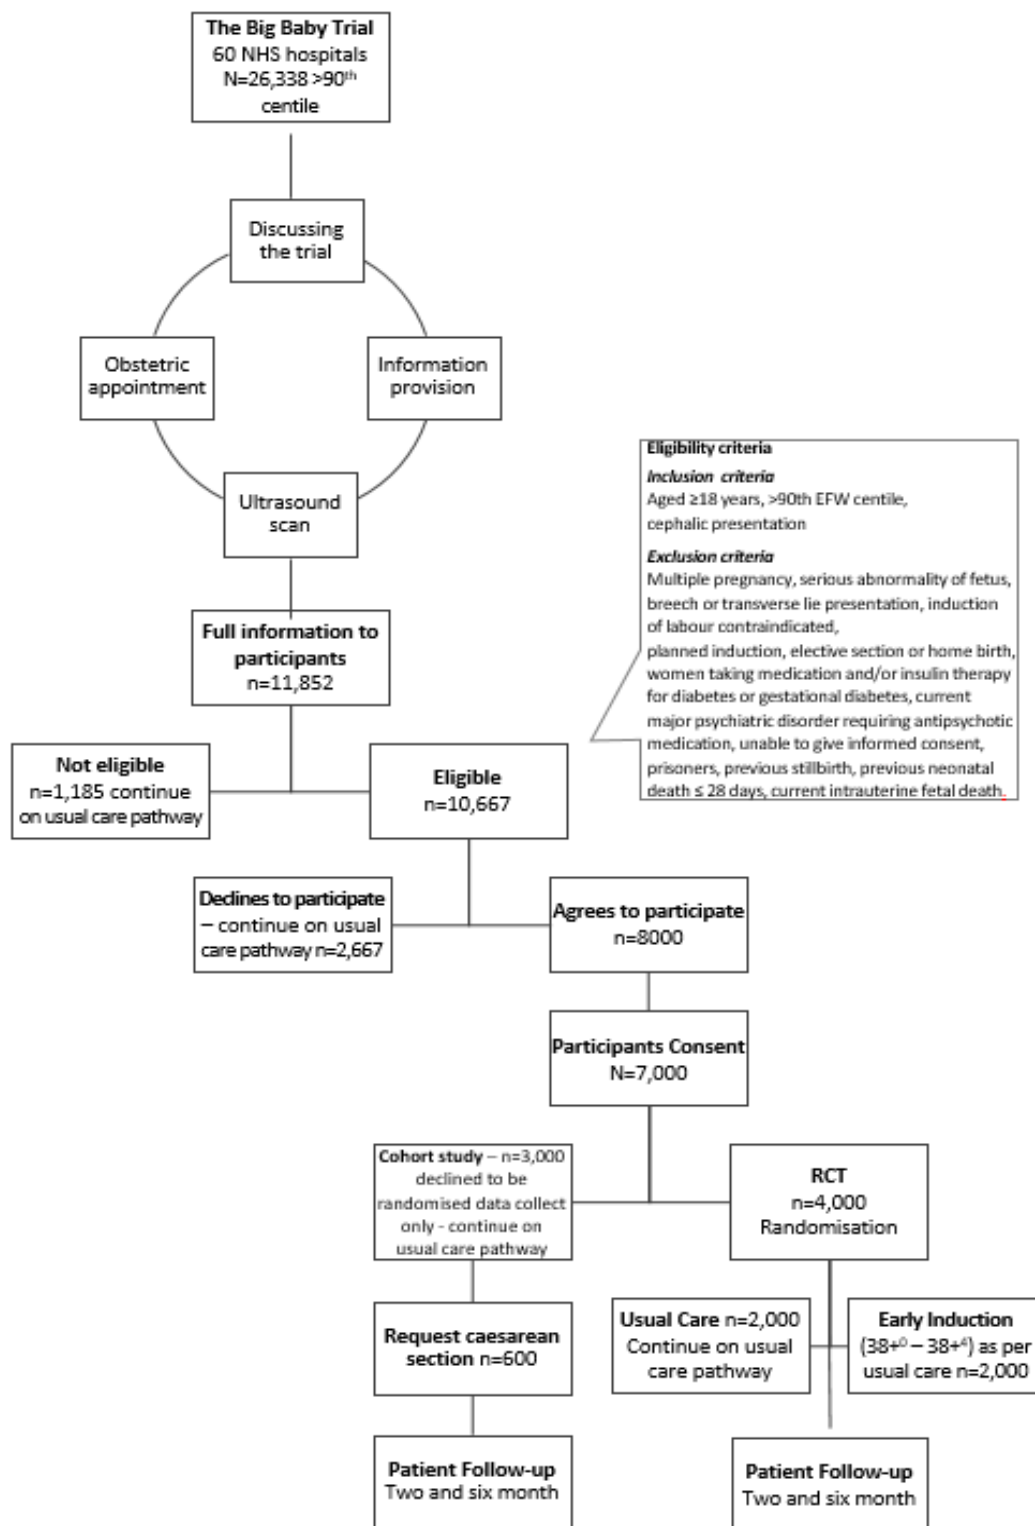 The Big Baby Trial
60 NHS hospitals
N=26,338 >90th
centile
Discussing
the trial
Obstetric
appointment
Information
provision
Ultrasound
scan
Full information to
participants
n=11,852
Eligibility criteria
Inclusion criteria
Aged ≥18 years, >90th EFW centile,
cephalic presentation
Exclusion criteria
Multiple pregnancy, serious abnormality of fetus,
breech or transverse lie presentation, induction
of labour contraindicated,
planned induction, elective section or home birth,
women taking medication and/or insulin therapy
for diabetes or gestational diabetes, current
major psychiatric disorder requiring antipsychotic
medication, unable to give informed consent,
prisoners, previous stillbirth, previous neonatal
death ≤ 28 days, current intrauterine fetal death.
Not eligible
n=1,185 continue
on usual care pathway
Eligible
n=10,667
Declines to participate
– continue on usual
care pathway n=2,667
Agrees to participate
n=8000
Participants Consent
N=7,000
Cohort study – n=3,000
declined to be
randomised data collect
only - continue on
usual care pathway
RCT
n=4,000
Randomisation
Request caesarean
section n=600
Usual Care n=2,000
Continue on usual
care pathway
Early Induction
(38+⁰ – 38+⁴) as per
usual care n=2,000
Patient Follow-up
Two and six month
Patient Follow-up
Two and six month